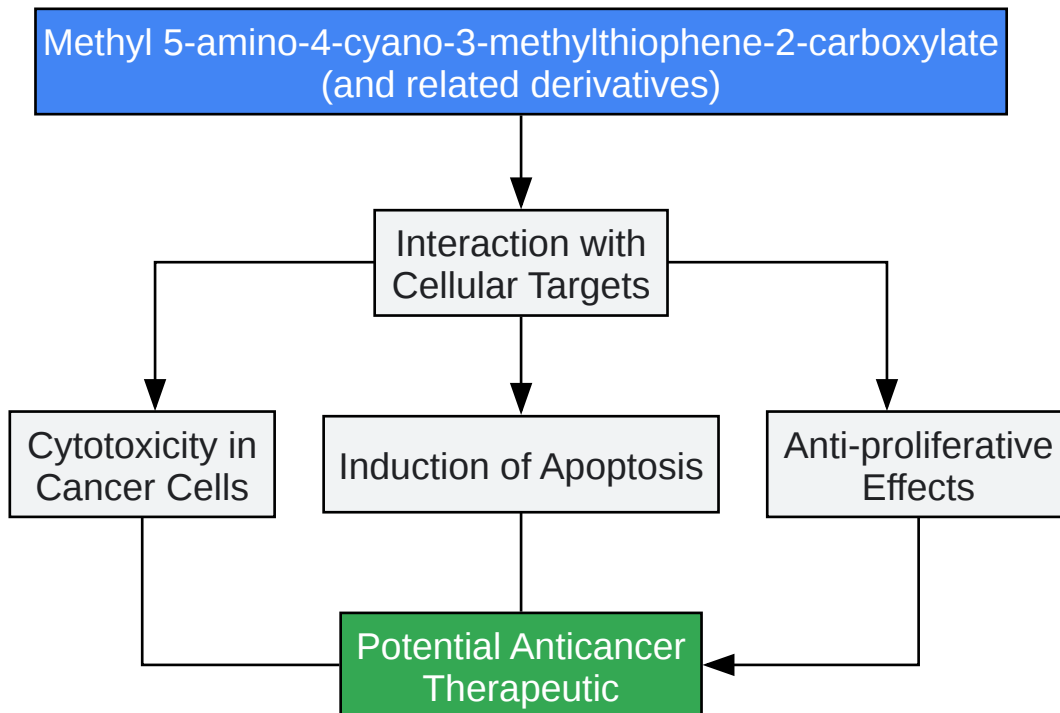 Methyl 5-amino-4-cyano-3-methylthiophene-2-carboxylate
(and related derivatives)
Interaction with
Cellular Targets
Cytotoxicity in
Cancer Cells
Induction of Apoptosis
Anti-proliferative
Effects
Potential Anticancer
Therapeutic